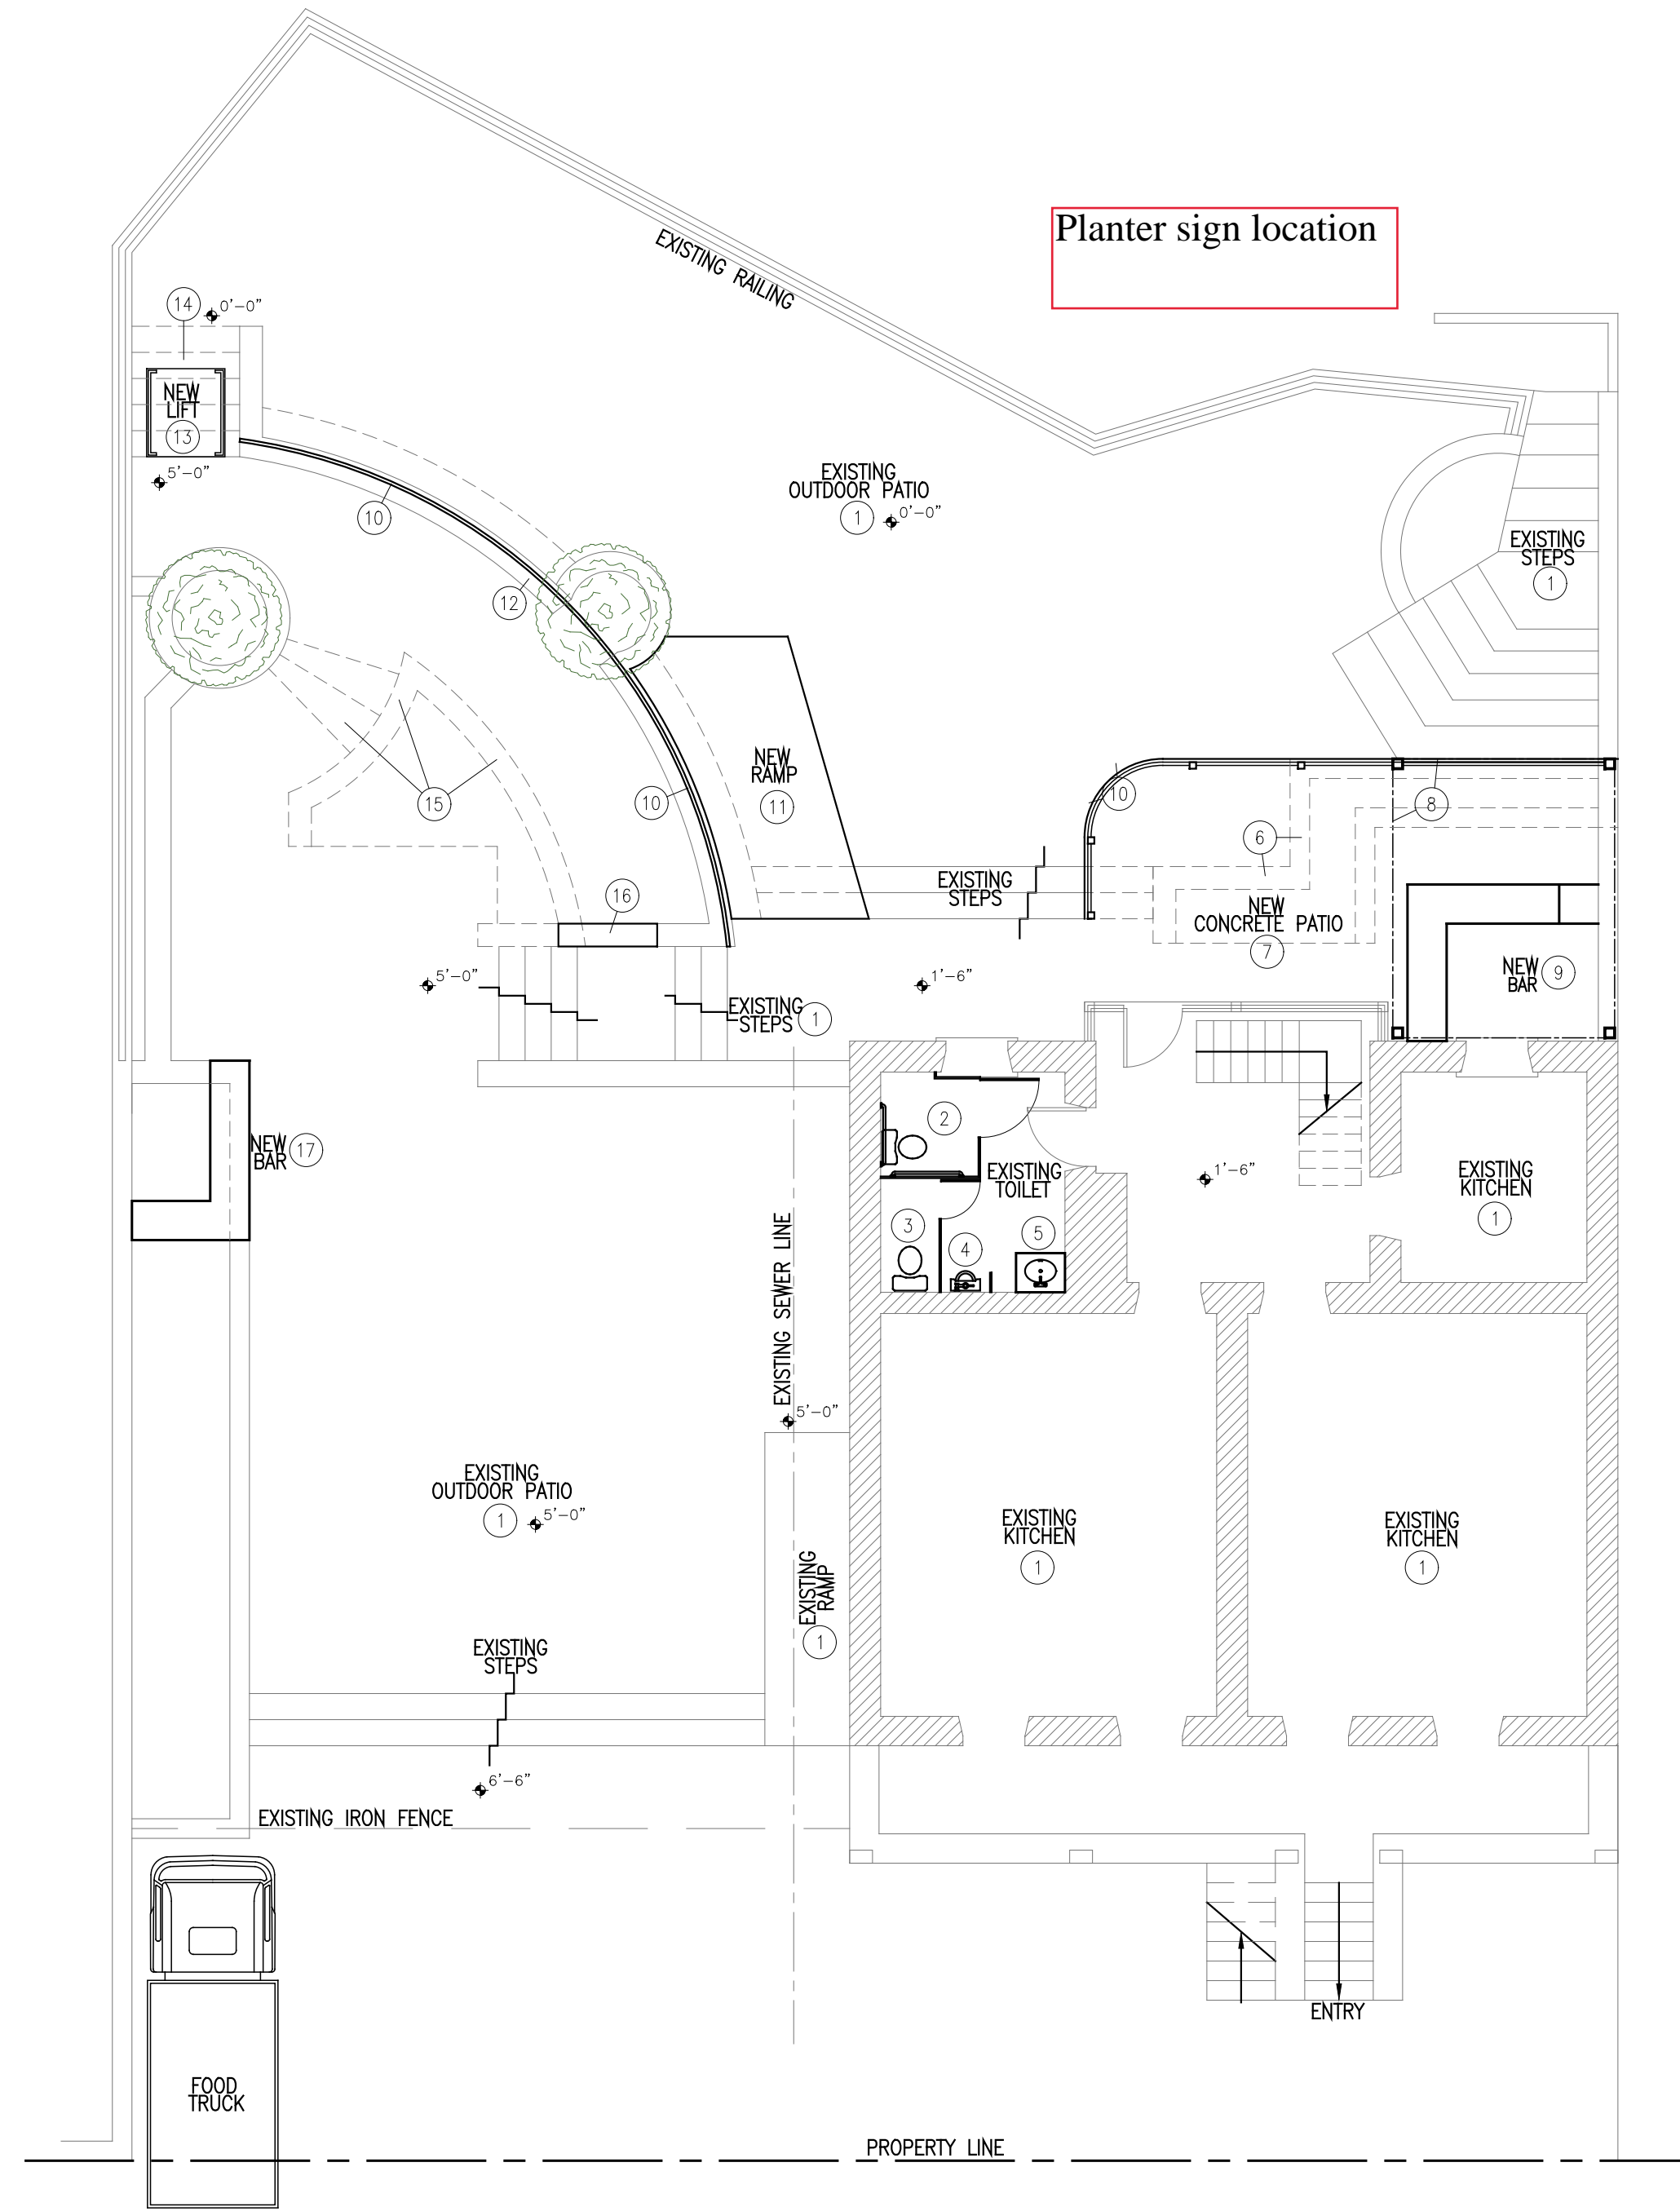 Planter sign location
EXISTING RAILING
14
0'-0"
NEW
LIFT
13
5'-0"
10
EXISTING
OUTDOOR PATIO
1
0'-0"
12
EXISTING
STEPS
1
NEW
RAMP
11
15
10
10
8
6
16
EXISTING
STEPS
NEW
CONCRETE PATIO
7
NEW
BAR
9
5'-0"
1'-6"
EXISTING
STEPS
1
2
NEW
BAR
17
EXISTING
TOILET
1'-6"
EXISTING
KITCHEN
1
3
4
5
EXISTING SEWER LINE
5'-0"
EXISTING
OUTDOOR PATIO
1
5'-0"
EXISTING
KITCHEN
1
EXISTING
KITCHEN
1
EXISTING
RAMP
1
EXISTING
STEPS
6'-6"
EXISTING IRON FENCE
ENTRY
FOOD
TRUCK
PROPERTY LINE